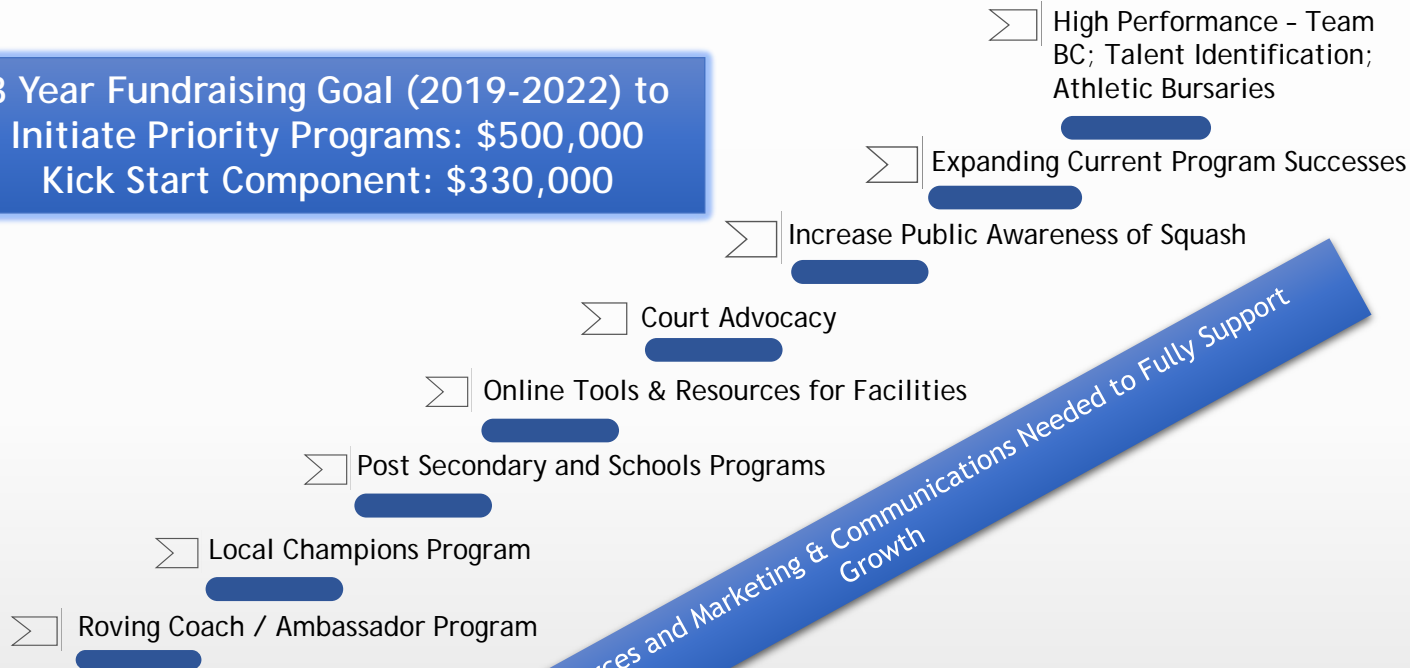 High Performance – Team
BC; Talent Identification;
Athletic Bursaries
3 Year Fundraising Goal (2019-2022) to
Initiate Priority Programs: $500,000
Kick Start Component: $330,000
Expanding Current Program Successes
Increase Public Awareness of Squash
Court Advocacy
Online Tools & Resources for Facilities
Post Secondary and Schools Programs
Local Champions Program
Roving Coach / Ambassador Program
and Marketing & Communications Needed to Fully Support
Growth